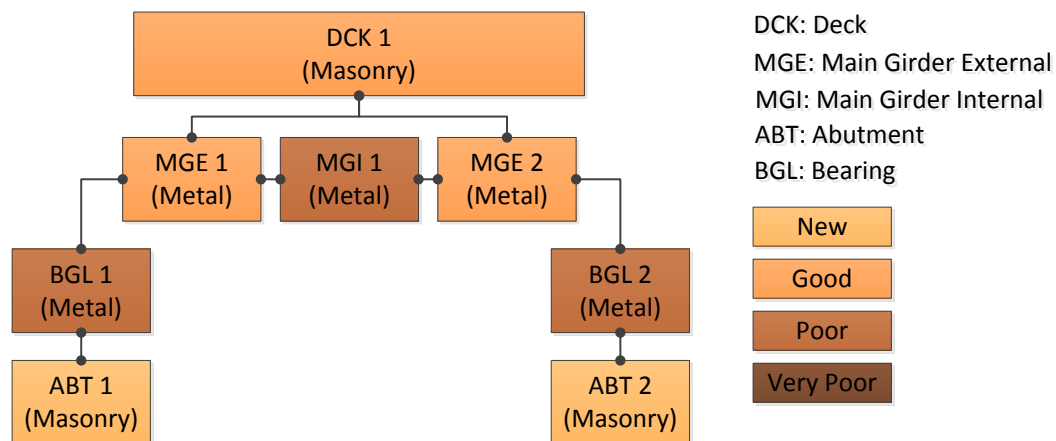 DCK 1
(Masonry)
MGE 1
(Metal)
MGI 1
(Metal)
MGE 2
(Metal)
BGL 1
(Metal)
BGL 2
(Metal)
ABT 1
(Masonry)
ABT 2
(Masonry)
DCK: Deck
MGE: Main Girder External
MGI: Main Girder Internal
ABT: Abutment
BGL: Bearing
New
Good
Poor
Very Poor